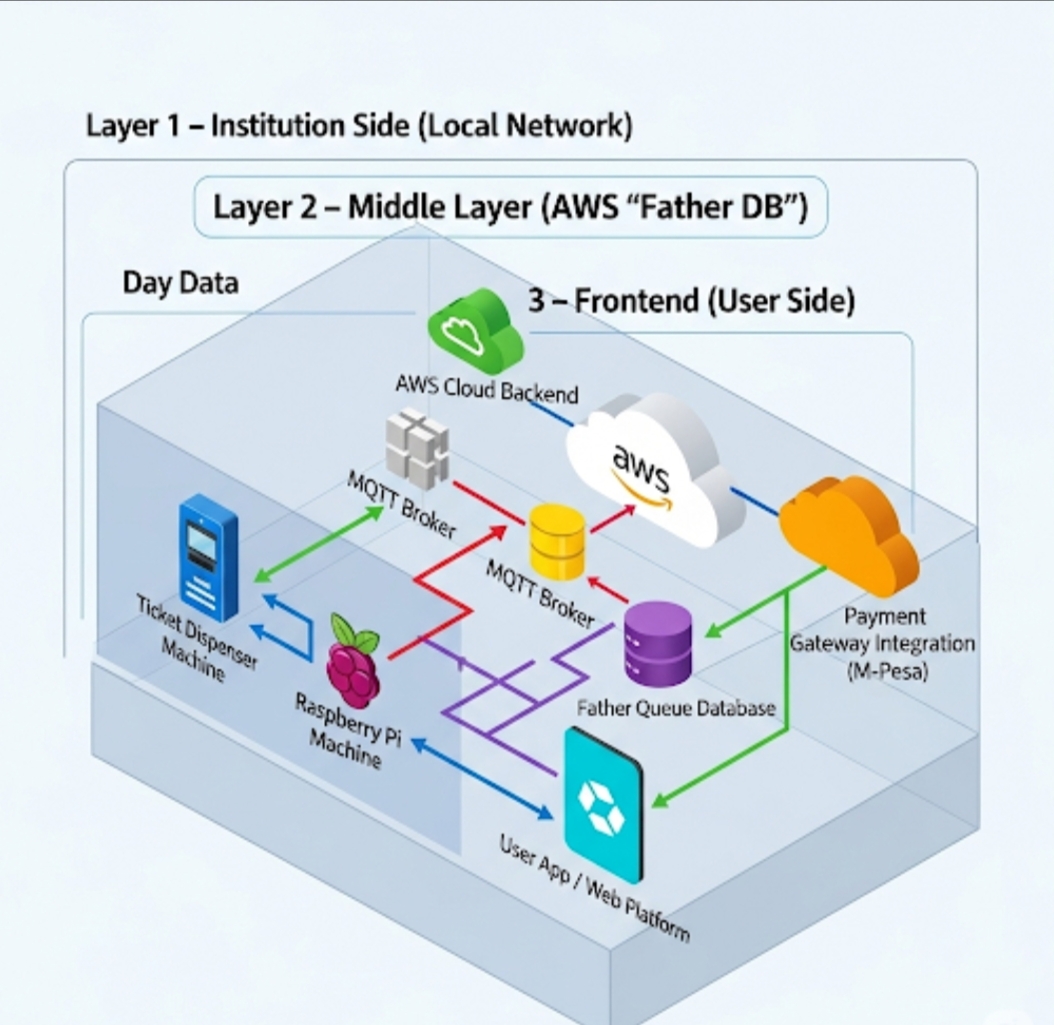 Layer 1 – Institution Side (Local Network)
Layer 2 – Middle Layer (AWS “Father DB”)
Day Data
3 – Frontend (User Side)
AWS Cloud Backend
aws
MQTT Broker
MQTT Broker
Ticket Dispenser
Machine
Raspberry Pi
Machine
Father Queue Database
Payment
Gateway Integration
(M-Pesa)
User App / Web Platform